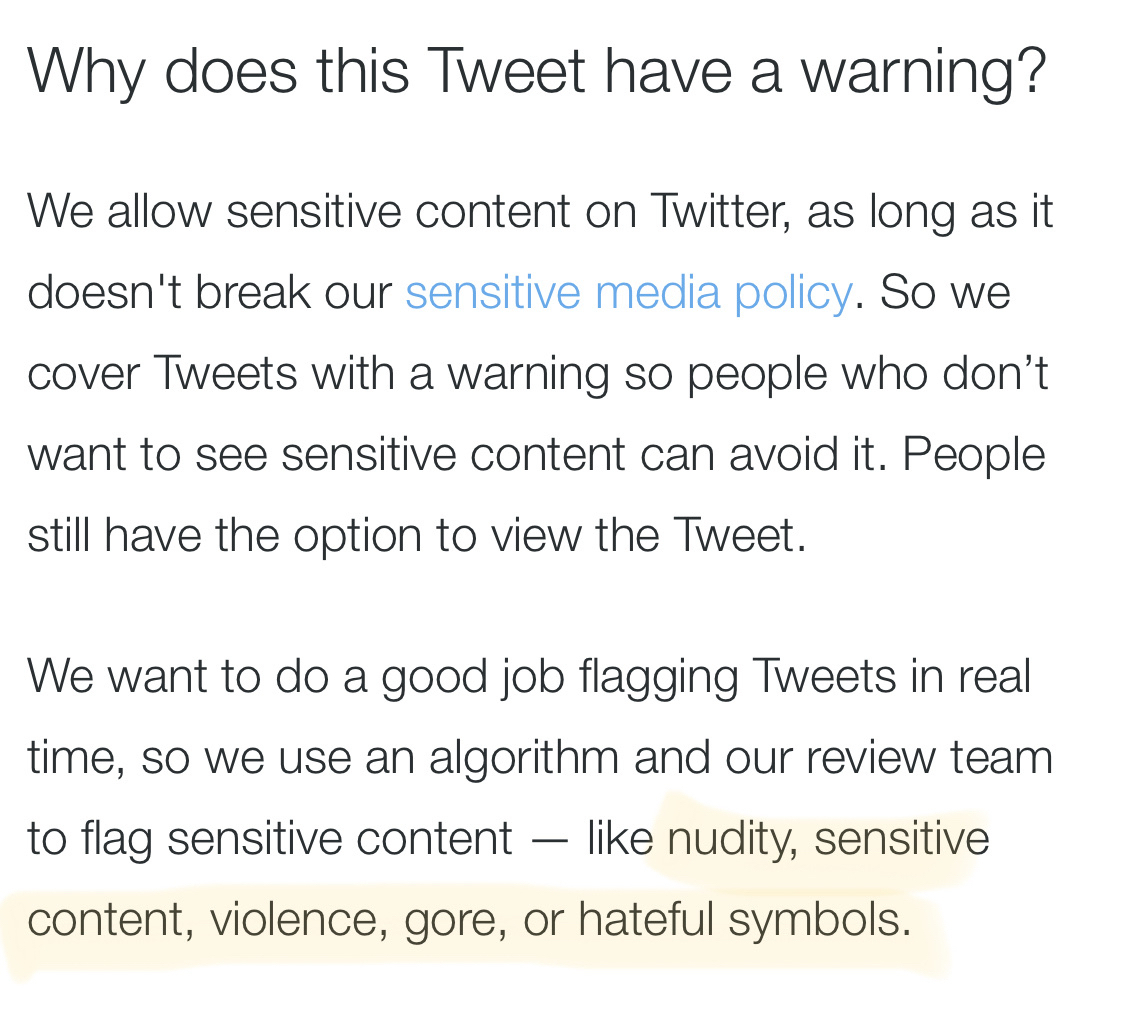 Why does this Tweet have a warning?
We allow sensitive content on Twitter, as long as it
doesn't break our sensitive media policy. So we
cover Tweets with a warning so people who don’t
want to see sensitive content can avoid it. People
still have the option to view the Tweet.
We want to do a good job flagging Tweets in real
time, so we use an algorithm and our review team
to flag sensitive content — like nudity, sensitive
content, violence, gore, or hateful symbols.